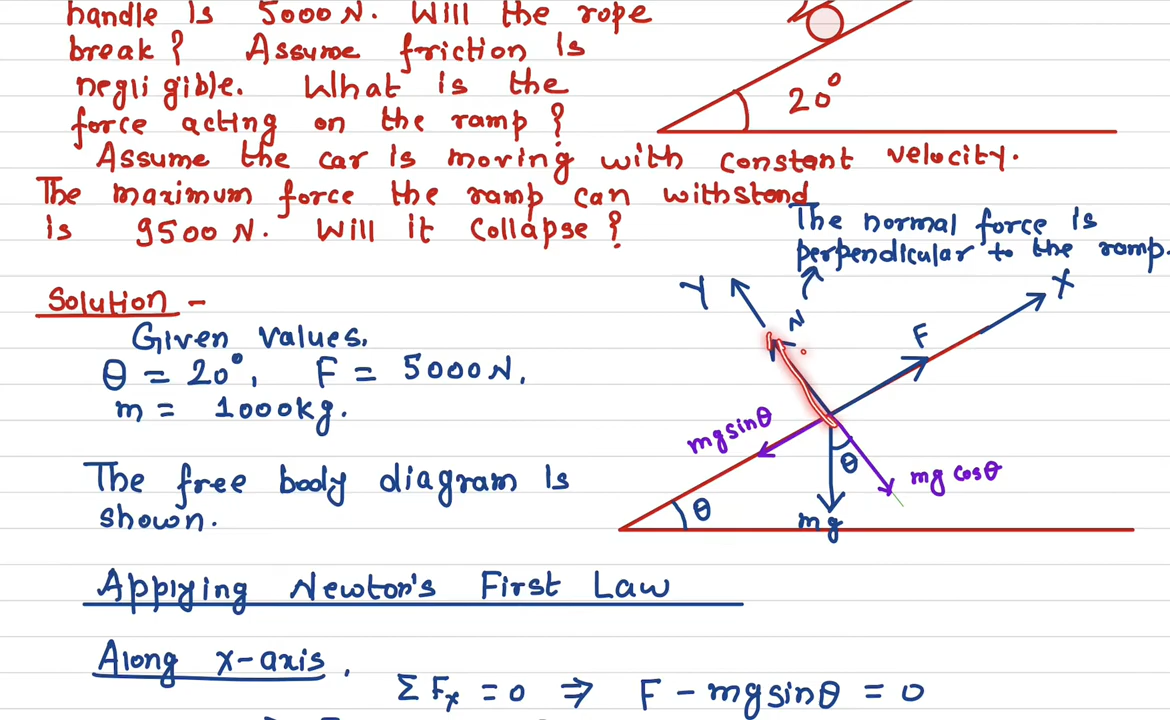 handle is 5000 N. Will the rope
break? Assume friction is
negligible. What is the
force acting on the ramp?
20°
Assume the car is moving with constant velocity.
The maximum force the ramp can withstand
is 9500 N. Will it collapse?
The normal force is
perpendicular to the ramp.
Solution -
Given values.
θ = 20°, F = 5000 N,
m = 1000kg.
The free body diagram is
shown.
Y
N
X
F
mg sinθ
θ
mg cosθ
θ
mg
Applying Newton's First Law
Along x-axis,
Σ Fx = 0 ⇒ F - mg sinθ = 0